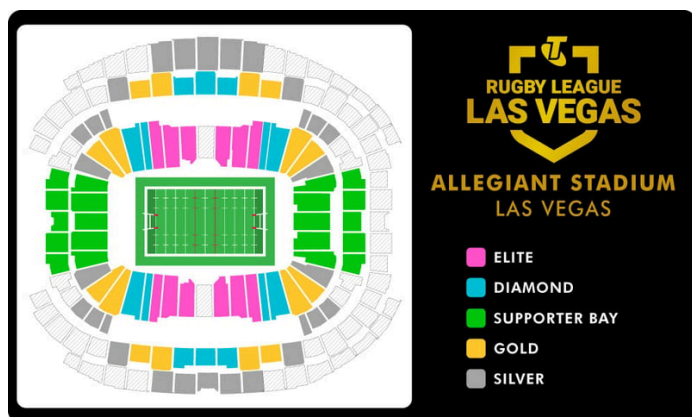 RUGBY LEAGUE
LAS VEGAS
ALLEGIANT STADIUM
LAS VEGAS
ELITE
DIAMOND
SUPPORTER BAY
GOLD
SILVER